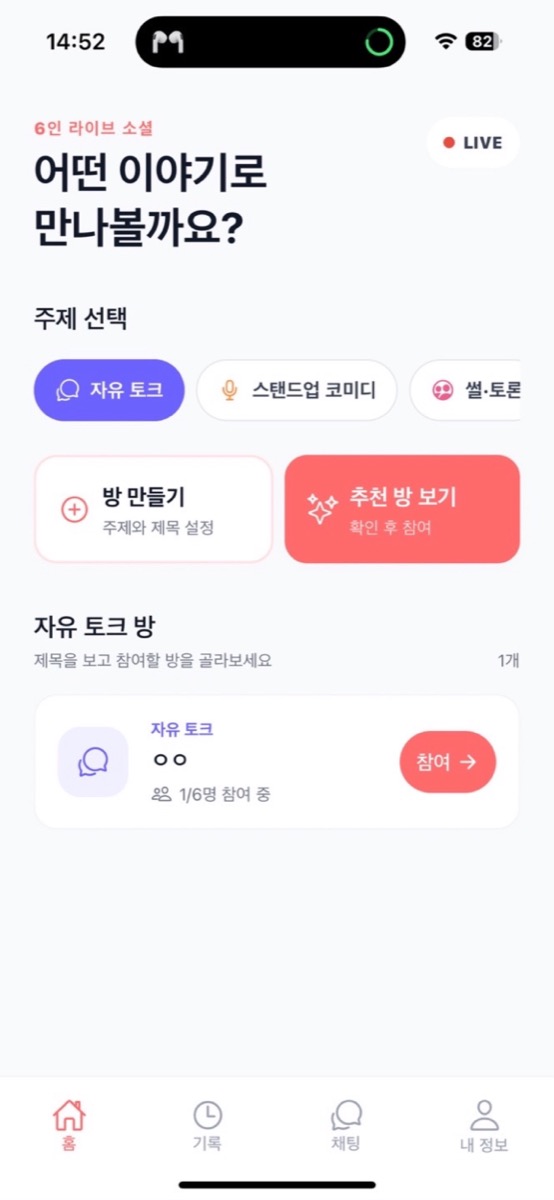 14:52
82
6인 라이브 소셜
어떤 이야기로
만나볼까요?
LIVE
주제 선택
자유 토크
스탠드업 코미디
썰·토론
방 만들기
주제와 제목 설정
추천 방 보기
확인 후 참여
자유 토크 방
제목을 보고 참여할 방을 골라보세요
1개
자유 토크
ㅇㅇ
1/6명 참여 중
참여 →
홈
기록
채팅
내 정보